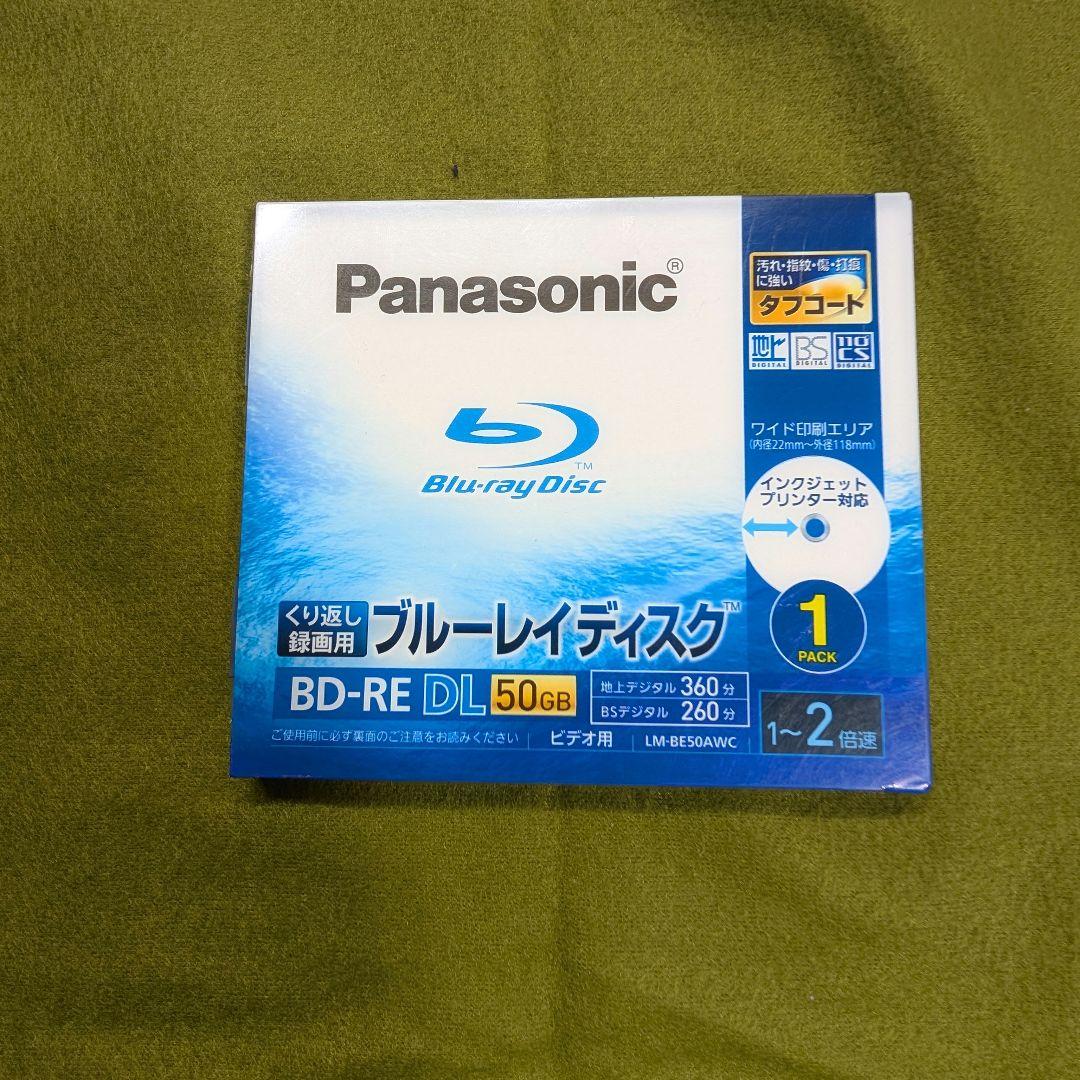 Panasonic®
汚れ・指紋・傷・打痕
に強い
タフコート
地上
DIGITAL
BS
DIGITAL
110°
CS
DIGITAL
Blu-ray Disc
TM
ワイド印刷エリア
(内径22mm～外径118mm)
インクジェット
プリンター対応
1
PACK
くり返し
録画用
ブルーレイディスク™
BD-RE DL 50GB
地上デジタル 360分
BSデジタル 260分
1～2倍速
ご使用前に必ず裏面のご注意をお読みください
ビデオ用
LM-BE50AWC